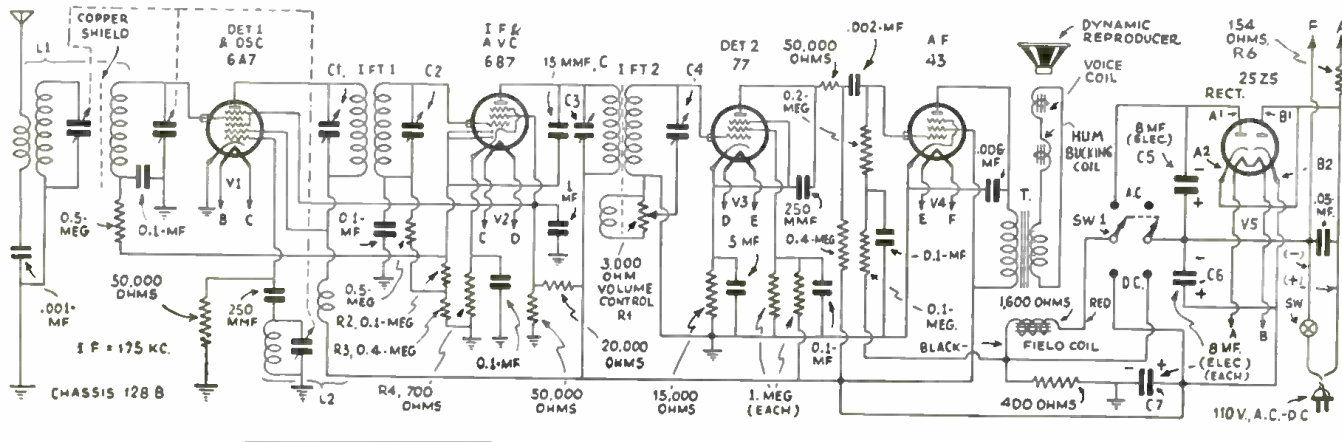 COPPER SHIELD
L1
DET 1 & OSC 6A7
V1
B
C
0.5-MEG
0.1-MF
50,000 OHMS
.001-MF
250 MMF
I F = 175 KC.
CHASSIS 128 B
L2
C1,
I FT 1
C2
IF & AVC 6B7
15 MMF, C
C3
I FT 2
C4
V2
C
D
0.1-MF
0.5-MEG
R2, 0.1-MEG
R3, 0.4-MEG
R4, 700 OHMS
0.1-MF
50,000 OHMS
20,000 OHMS
3,000 OHM VOLUME CONTROL R1
DET 2 77
V3
D
E
5 MF
250 MMF
15,000 OHMS
1. MEG (EACH)
0.1-MF
0.4-MEG
50,000 OHMS
.002-MF
0.2-MEG
0.1-MF
0.1-MEG.
AF 43
V4
E
F
.006 MF
T.
DYNAMIC REPRODUCER
VOICE COIL
HUM BUCKING COIL
1,600 OHMS
RED
BLACK-
FIELD COIL
400 OHMS
C7
SW 1
A.C.
D.C.
8 MF. (ELEC)
C5
C6
8 MF. (ELEC) (EACH)
154 OHMS, R6
25Z5 RECT.
A1
B1
A2
B2
V5
A
B
F
.05-MF
(-)
(+)
SW
110 V., A.C.-D C